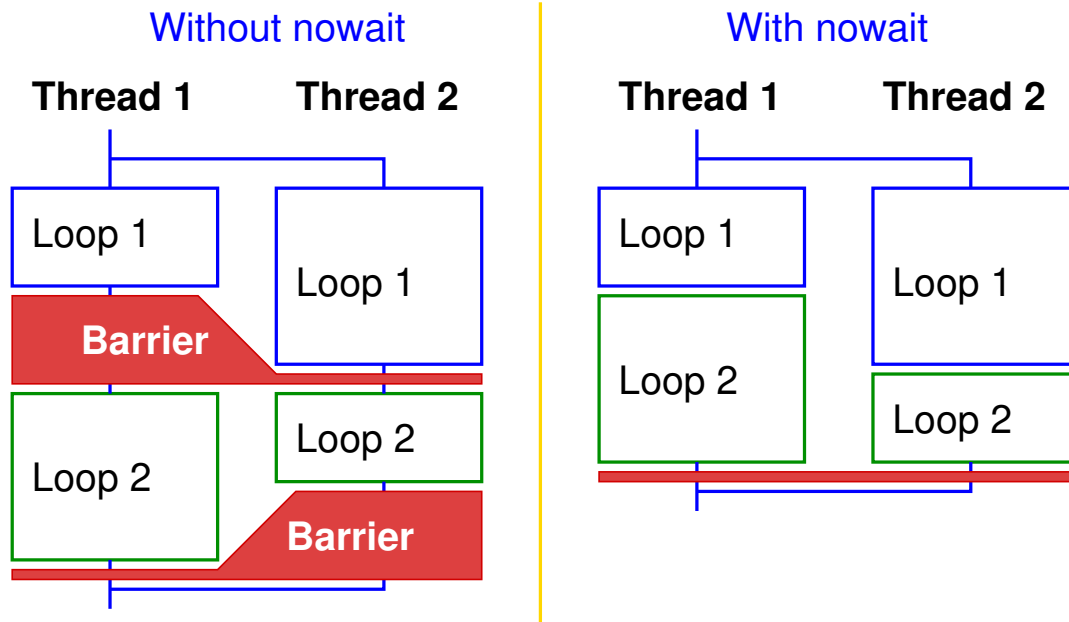 Without nowait
Thread 1 Thread 2
Loop 1
Loop 1
Barrier
Loop 2
Loop 2
Barrier
With nowait
Thread 1 Thread 2
Loop 1
Loop 1
Loop 2
Loop 2